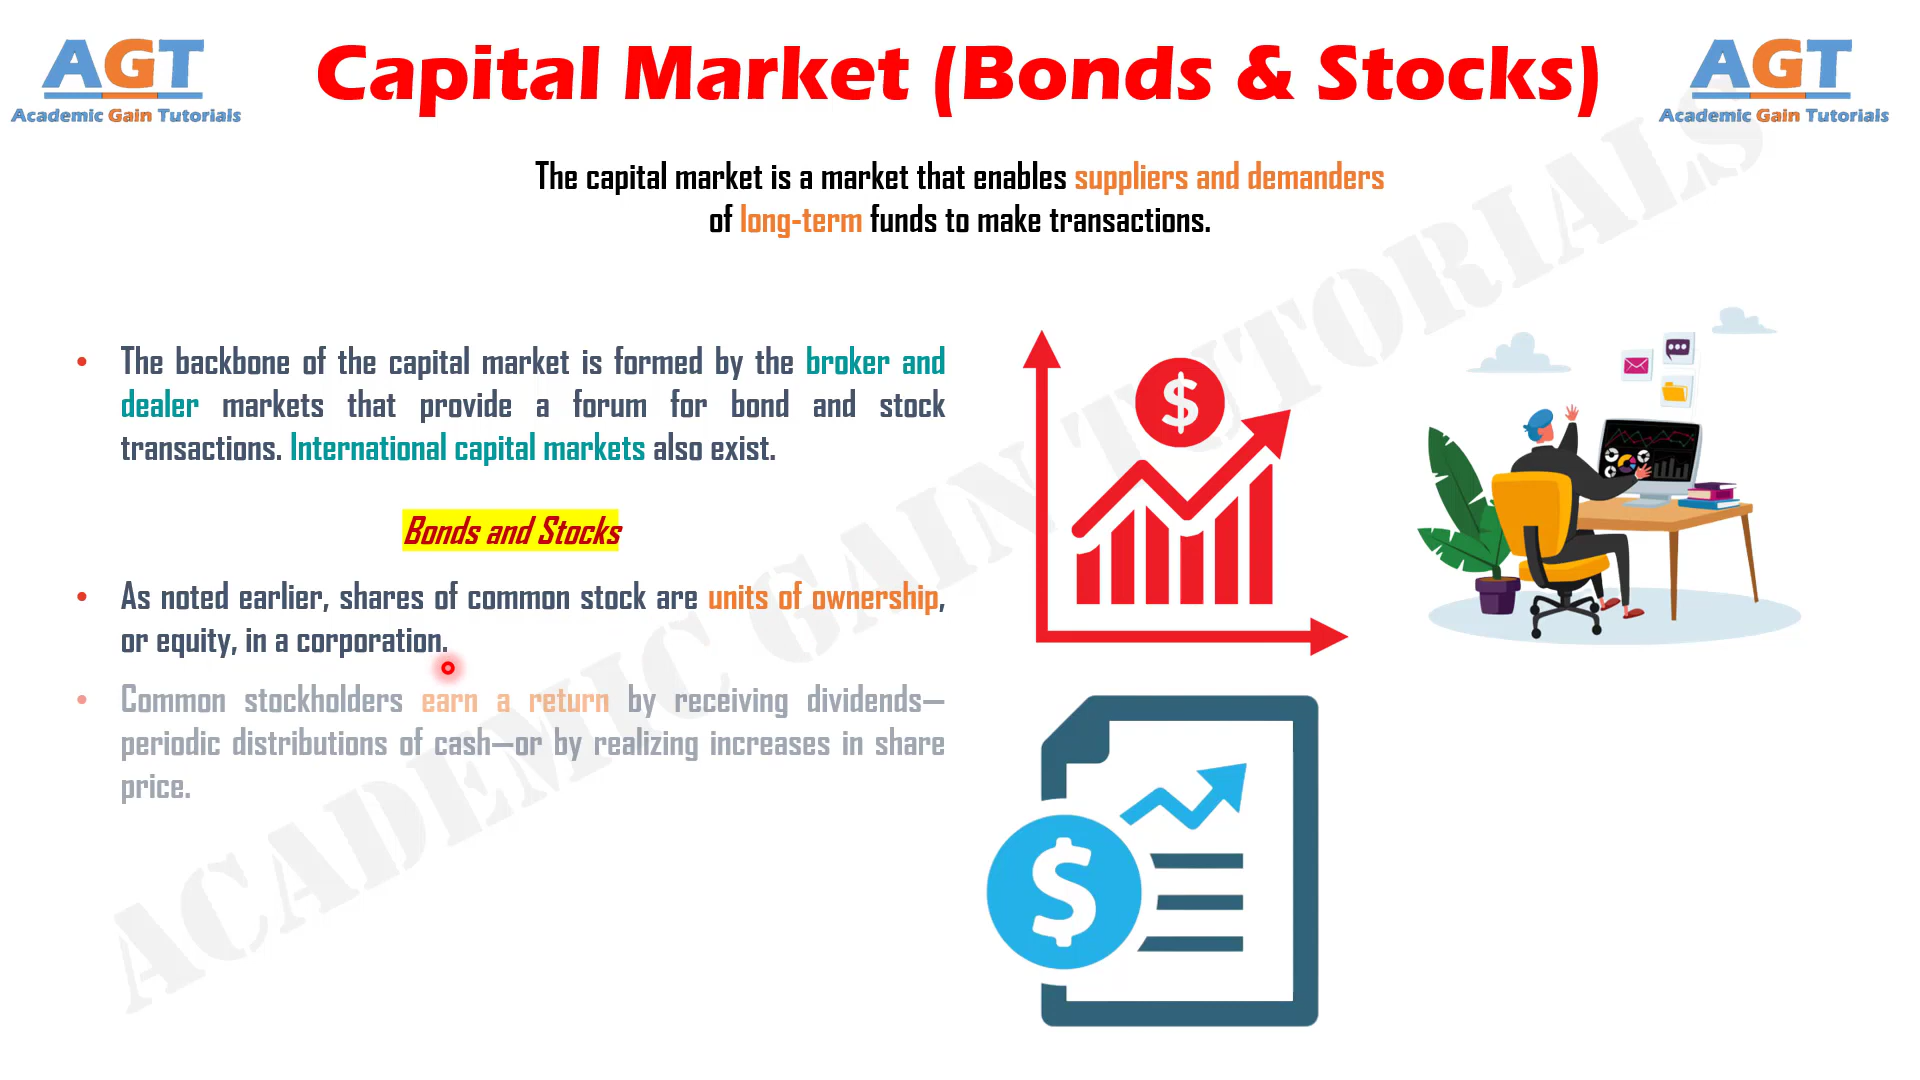 AGT
Academic Gain Tutorials
Capital Market (Bonds & Stocks)
AGT
Academic Gain Tutorials
The capital market is a market that enables suppliers and demanders
of long-term funds to make transactions.
• The backbone of the capital market is formed by the broker and
dealer markets that provide a forum for bond and stock
transactions. International capital markets also exist.
Bonds and Stocks
• As noted earlier, shares of common stock are units of ownership,
or equity, in a corporation.
• Common stockholders earn a return by receiving dividends—
periodic distributions of cash—or by realizing increases in share
price.
$
$
ACADEMIC GAIN TUTORIALS